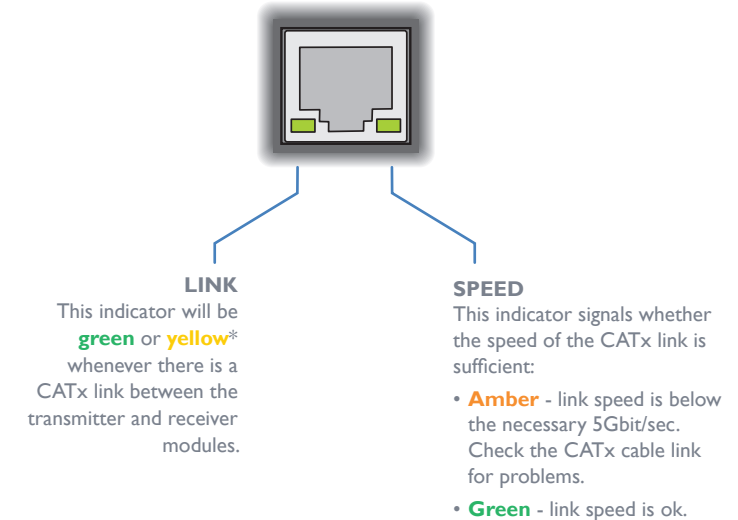 LINK
This indicator will be
green or yellow*
whenever there is a
CATx link between the
transmitter and receiver
modules.
SPEED
This indicator signals whether
the speed of the CATx link is
sufficient:
• Amber - link speed is below
the necessary 5Gbit/sec.
Check the CATx cable link
for problems.
• Green - link speed is ok.